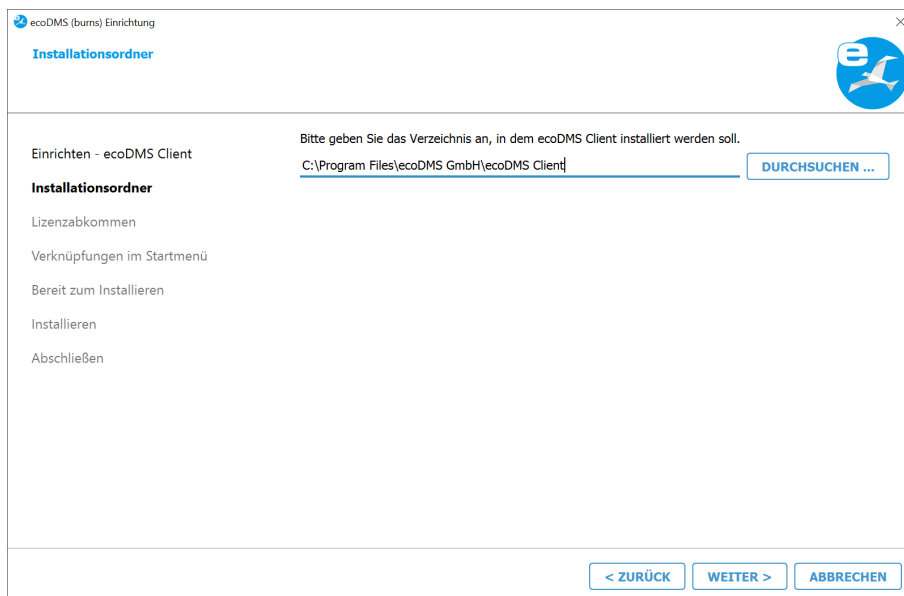 ecoDMS (burns) Einrichtung
Installationsordner
e
Einrichten - ecoDMS Client
Installationsordner
Lizenzabkommen
Verknüpfungen im Startmenü
Bereit zum Installieren
Installieren
Abschließen
Bitte geben Sie das Verzeichnis an, in dem ecoDMS Client installiert werden soll.
C:\Program Files\ecoDMS GmbH\ecoDMS Client
DURCHSUCHEN ...
< ZURÜCK WEITER > ABBRECHEN